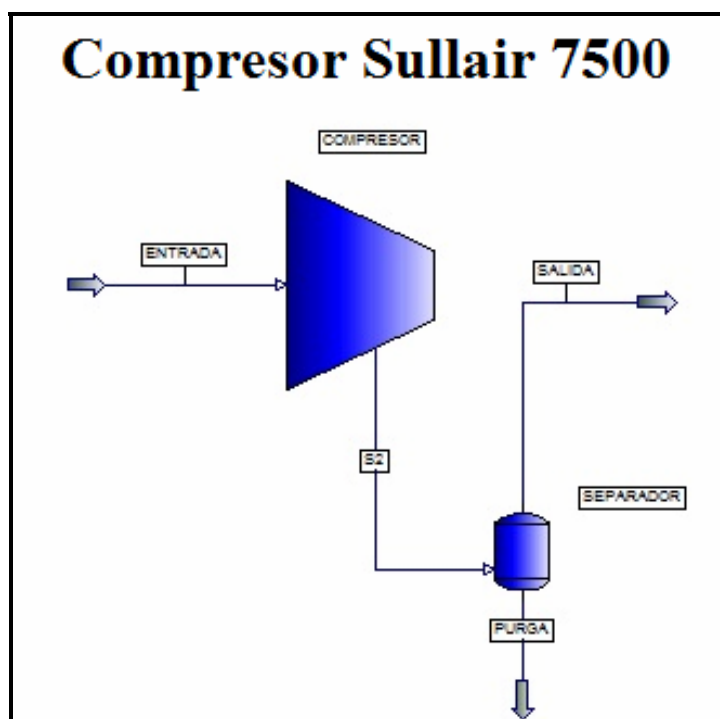 Compresor Sullair 7500
COMPRESOR
ENTRADA
SALIDA
S2
SEPARADOR
PURGA